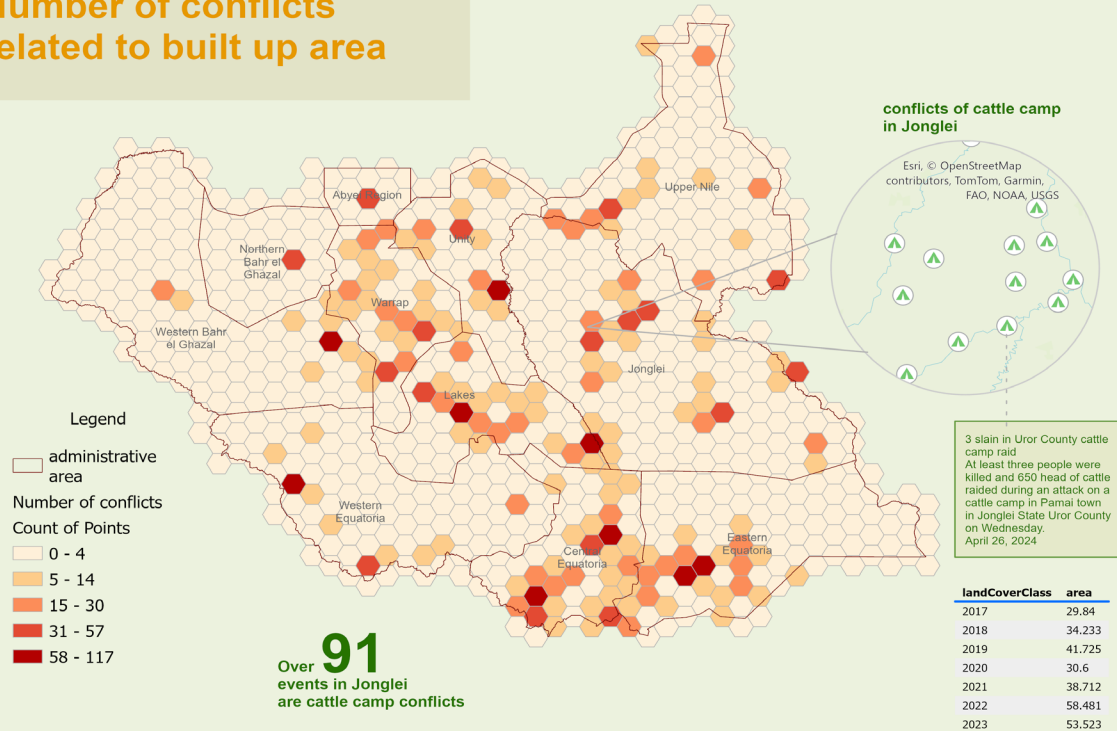 umber of conflicts
elated to built up area
conflicts of cattle camp
in Jonglei
Esri, © OpenStreetMap
contributors, TomTom, Garmin,
FAO, NOAA, USGS
Upper Nile
Abyei Region
Unity
Northern
Bahr el
Ghazal
Warrap
Western Bahr
el Ghazal
Jonglei
Lakes
Western
Equatoria
Central
Equatoria
Eastern
Equatoria
Legend
administrative
area
Number of conflicts
Count of Points
0 - 4
5 - 14
15 - 30
31 - 57
58 - 117
Over 91
events in Jonglei
are cattle camp conflicts
3 slain in Uror County cattle
camp raid
At least three people were
killed and 650 head of cattle
raided during an attack on a
cattle camp in Pamai town
in Jonglei State Uror County
on Wednesday.
April 26, 2024
landCoverClass area
2017 29.84
2018 34.233
2019 41.725
2020 30.6
2021 38.712
2022 58.481
2023 53.523